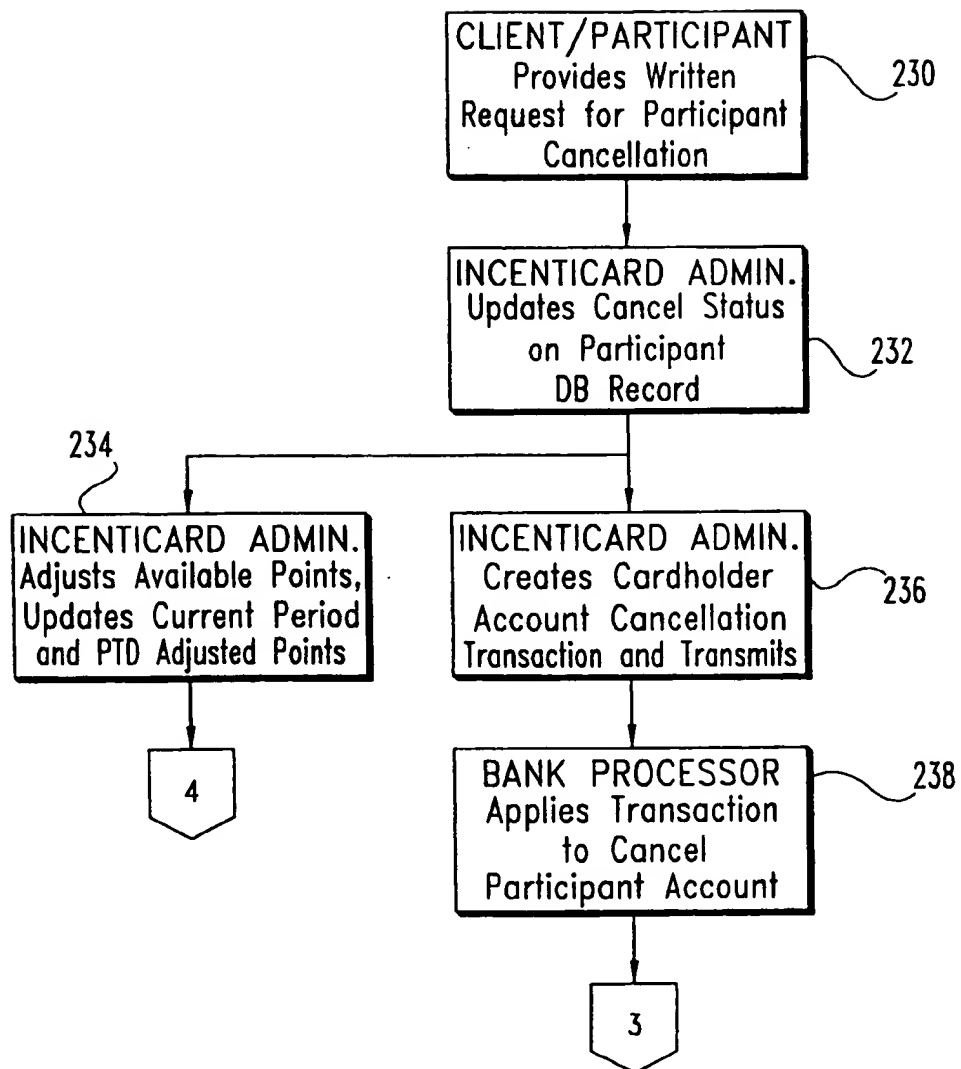 CLIENT/PARTICIPANT
Provides Written
Request for Participant
Cancellation
230
INCENTICARD ADMIN.
Updates Cancel Status
on Participant
DB Record
232
234
INCENTICARD ADMIN.
Adjusts Available Points,
Updates Current Period
and PTD Adjusted Points
INCENTICARD ADMIN.
Creates Cardholder
Account Cancellation
Transaction and Transmits
236
4
BANK PROCESSOR
Applies Transaction
to Cancel
Participant Account
238
3